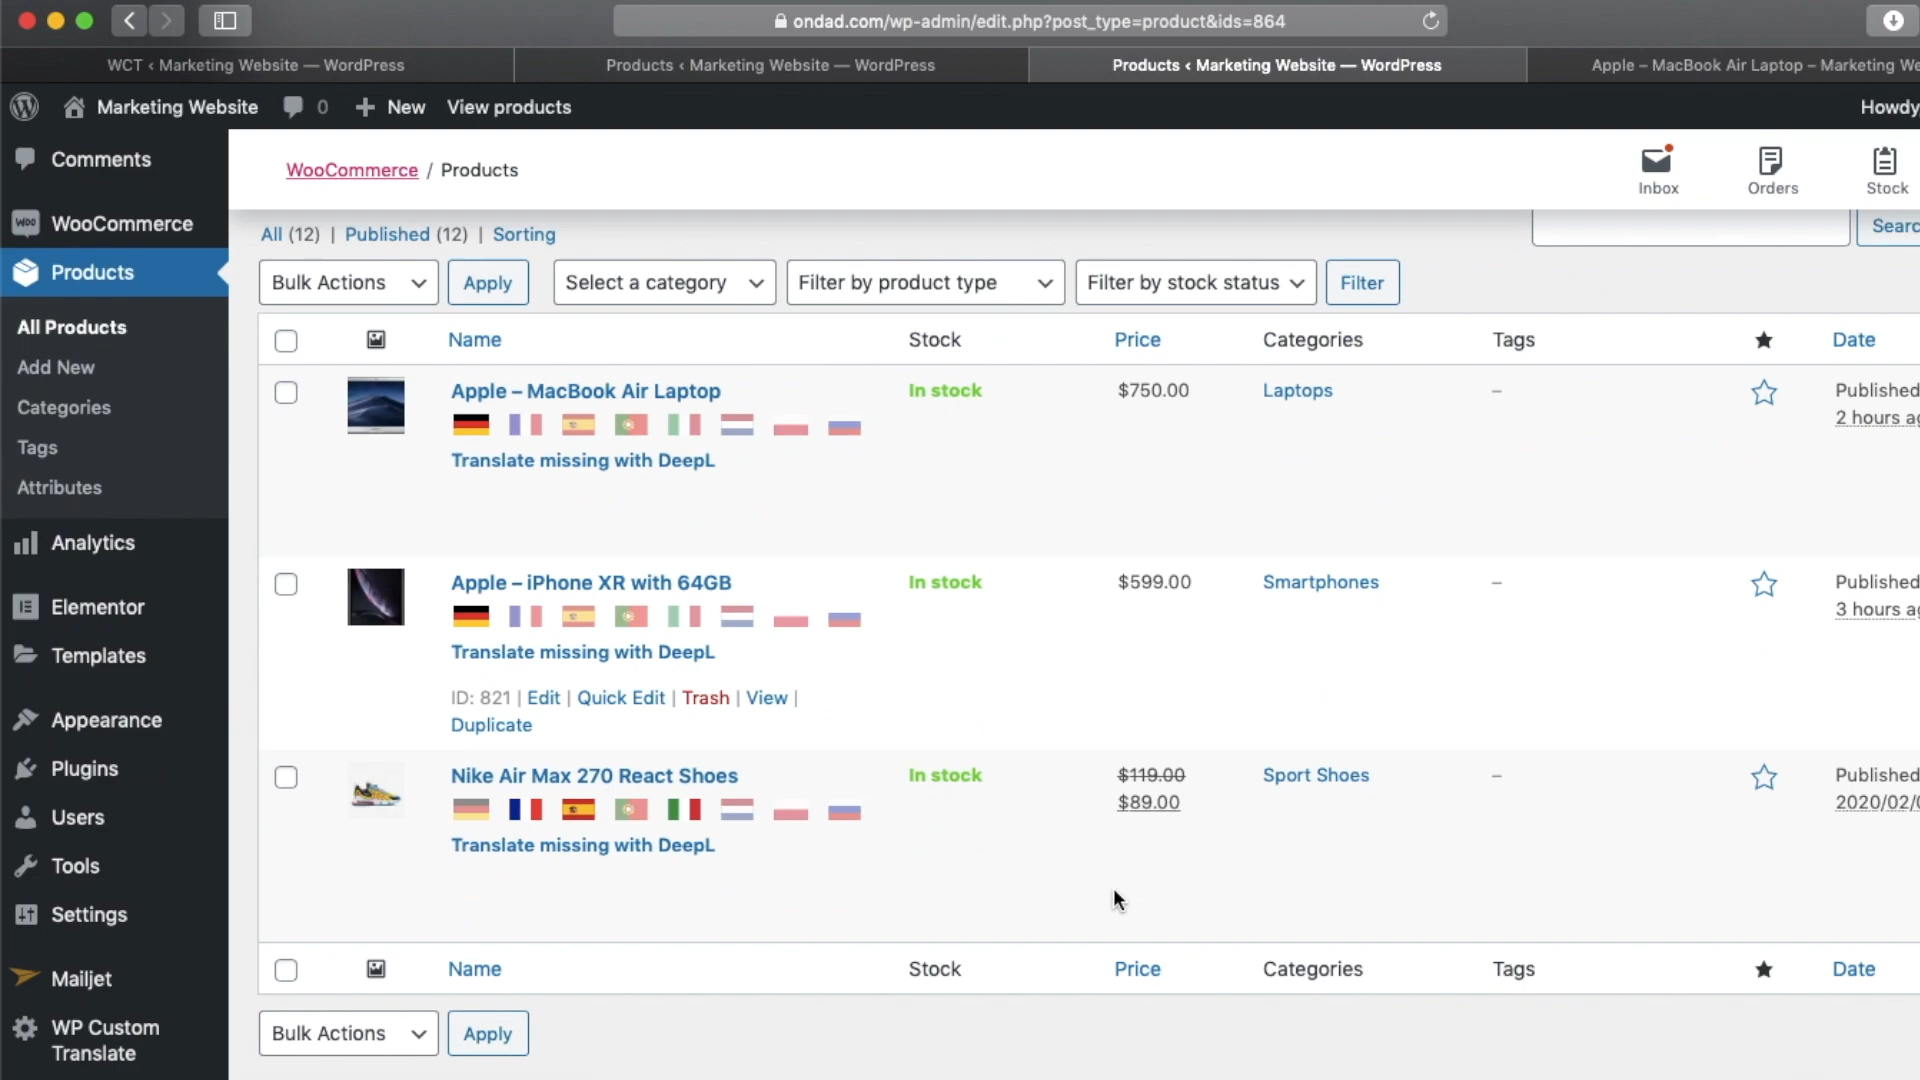 ondad.com/wp-admin/edit.php?post_type=product&ids=864
WCT ‹ Marketing Website — WordPress
Products ‹ Marketing Website — WordPress
Products ‹ Marketing Website — WordPress
Apple – MacBook Air Laptop – Marketing We
Marketing Website
0
New
View products
Howdy
Comments
WooCommerce
Products
All Products
Add New
Categories
Tags
Attributes
Analytics
Elementor
Templates
Appearance
Plugins
Users
Tools
Settings
Mailjet
WP Custom
Translate
WooCommerce / Products
Inbox
Orders
Stock
All (12) | Published (12) | Sorting
Searc
Bulk Actions
Apply
Select a category
Filter by product type
Filter by stock status
Filter
Name
Stock
Price
Categories
Tags
Date
Apple – MacBook Air Laptop
In stock
$750.00
Laptops
–
Published
2 hours ag
Translate missing with DeepL
Apple – iPhone XR with 64GB
In stock
$599.00
Smartphones
–
Published
3 hours ag
Translate missing with DeepL
ID: 821 | Edit | Quick Edit | Trash | View |
Duplicate
Nike Air Max 270 React Shoes
In stock
$119.00
$89.00
Sport Shoes
–
Published
2020/02/0
Translate missing with DeepL
Name
Stock
Price
Categories
Tags
Date
Bulk Actions
Apply